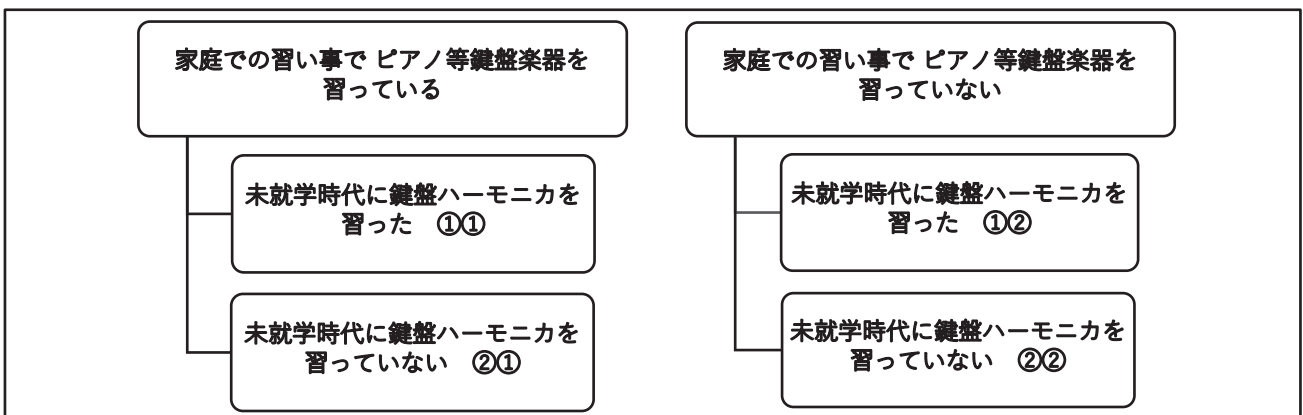 家庭での習い事で ピアノ等鍵盤楽器を
習っている
未就学時代に鍵盤ハーモニカを
習った ①①
未就学時代に鍵盤ハーモニカを
習っていない ②①
家庭での習い事で ピアノ等鍵盤楽器を
習っていない
未就学時代に鍵盤ハーモニカを
習った ①②
未就学時代に鍵盤ハーモニカを
習っていない ②②